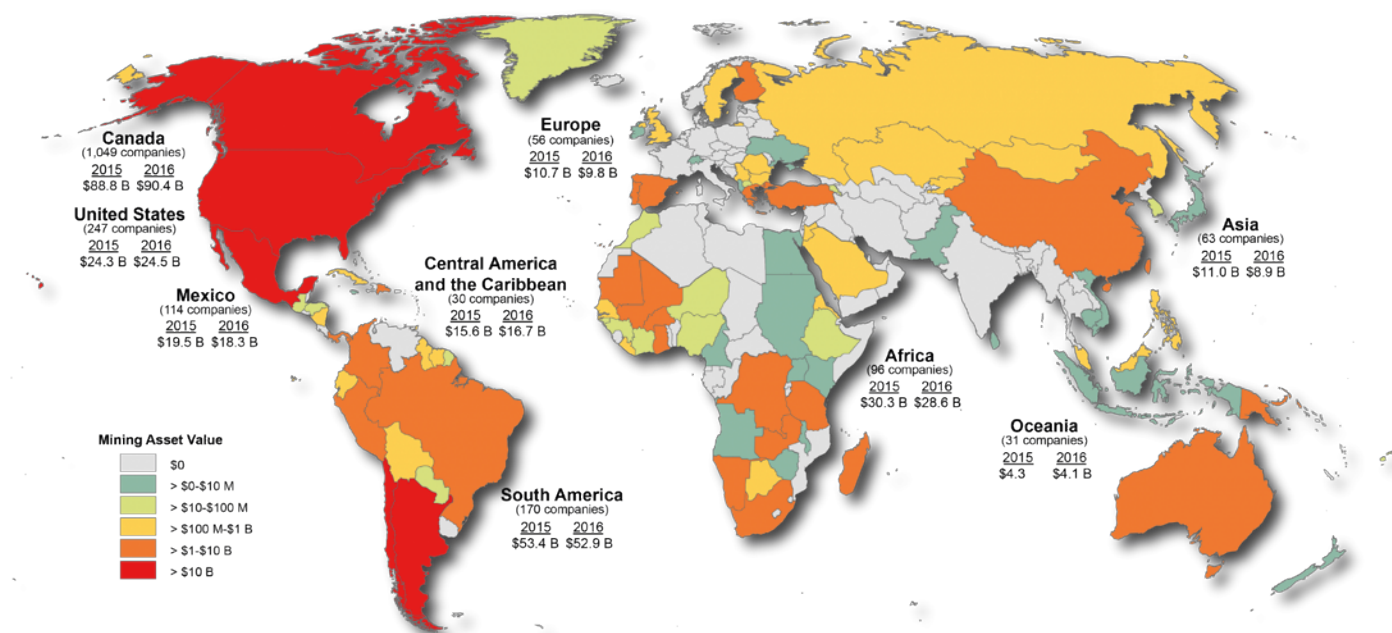 Canada
(1,049 companies)
2015 2016
$88.8 B $90.4 B
United States
(247 companies)
2015 2016
$24.3 B $24.5 B
Mexico
(114 companies)
2015 2016
$19.5 B $18.3 B
Central America
and the Caribbean
(30 companies)
2015 2016
$15.6 B $16.7 B
Europe
(56 companies)
2015 2016
$10.7 B $9.8 B
Asia
(63 companies)
2015 2016
$11.0 B $8.9 B
Africa
(96 companies)
2015 2016
$30.3 B $28.6 B
Oceania
(31 companies)
2015 2016
$4.3 $4.1 B
South America
(170 companies)
2015 2016
$53.4 B $52.9 B
Mining Asset Value
$0
> $0-$10 M
> $10-$100 M
> $100 M-$1 B
> $1-$10 B
> $10 B